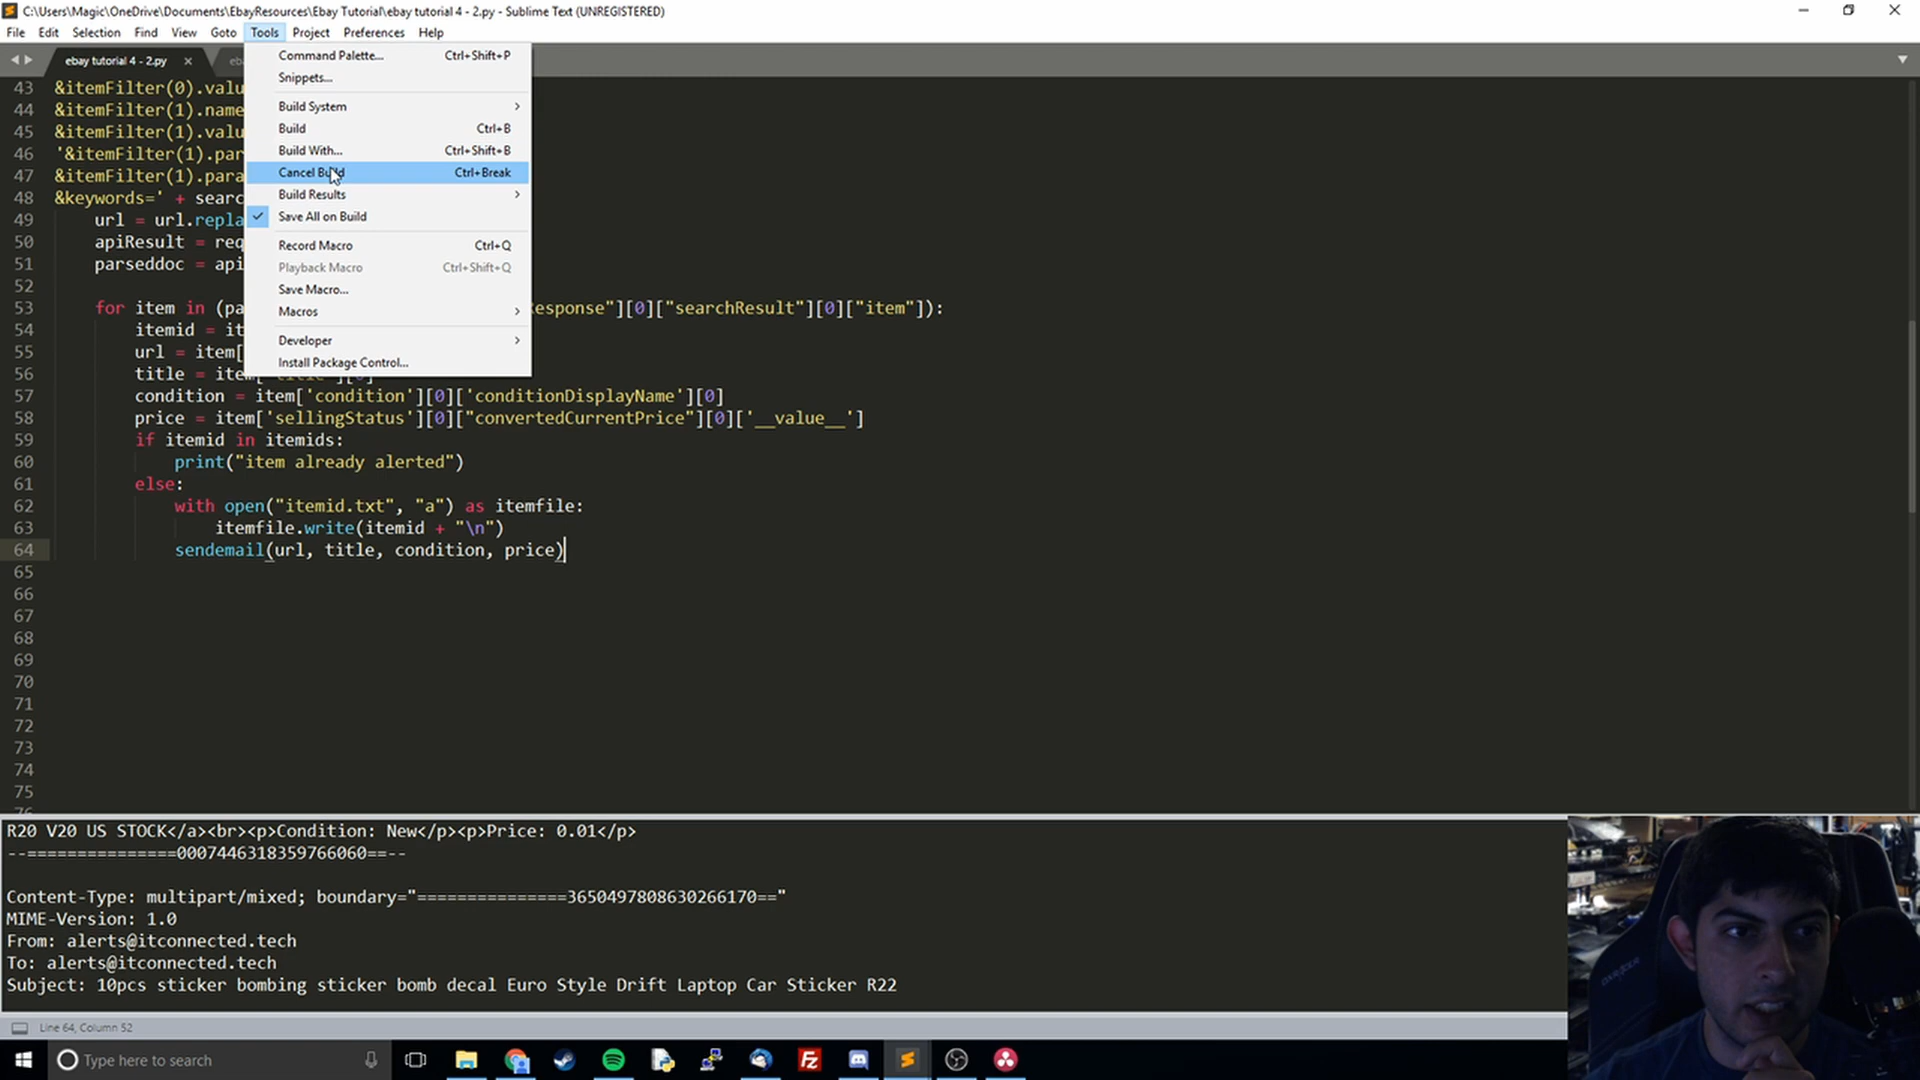 C:\Users\Magic\OneDrive\Documents\EbayResources\Ebay Tutorial\ebay tutorial 4 - 2.py - Sublime Text (UNREGISTERED)
File Edit Selection Find View Goto Tools Project Preferences Help
ebay tutorial 4 - 2.py × eb
Command Palette... Ctrl+Shift+P
Snippets...
Build System
Build Ctrl+B
Build With... Ctrl+Shift+B
Cancel Build Ctrl+Break
Build Results
Save All on Build
Record Macro Ctrl+Q
Playback Macro Ctrl+Shift+Q
Save Macro...
Macros
Developer
Install Package Control...
43 &itemFilter(0).valu
44 &itemFilter(1).name
45 &itemFilter(1).valu
46 '&itemFilter(1).par
47 &itemFilter(1).para
48 &keywords=' + searc
49 url = url.repla
50 apiResult = req
51 parseddoc = api
52
53 for item in (pa esponse"][0]["searchResult"][0]["item"]):
54 itemid = it
55 url = item[
56 title = item['title'][0]
57 condition = item['condition'][0]['conditionDisplayName'][0]
58 price = item['sellingStatus'][0]["convertedCurrentPrice"][0]['__value__']
59 if itemid in itemids:
60 print("item already alerted")
61 else:
62 with open("itemid.txt", "a") as itemfile:
63 itemfile.write(itemid + "\n")
64 sendemail(url, title, condition, price)
65
66
67
68
69
70
71
72
73
74
75
R20 V20 US STOCK</a><br><p>Condition: New</p><p>Price: 0.01</p>
--===============0007446318359766060==--
Content-Type: multipart/mixed; boundary="===============3650497808630266170=="
MIME-Version: 1.0
From: alerts@itconnected.tech
To: alerts@itconnected.tech
Subject: 10pcs sticker bombing sticker bomb decal Euro Style Drift Laptop Car Sticker R22
Line 64, Column 52
Type here to search